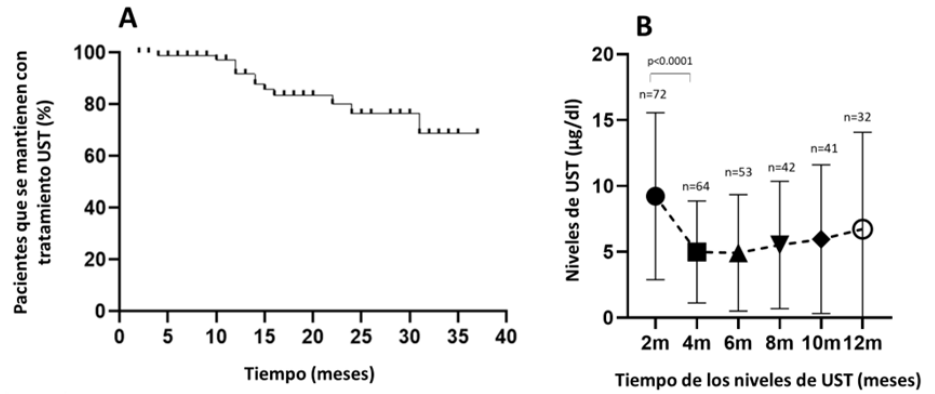 A
Pacientes que se mantienen con
tratamiento UST (%)
100
80
60
40
20
0
0 5 10 15 20 25 30 35 40
Tiempo (meses)
B
Niveles de UST (µg/dl)
20
15
10
5
0
p<0.0001
n=72
n=64
n=53
n=42
n=41
n=32
2m 4m 6m 8m 10m 12m
Tiempo de los niveles de UST (meses)